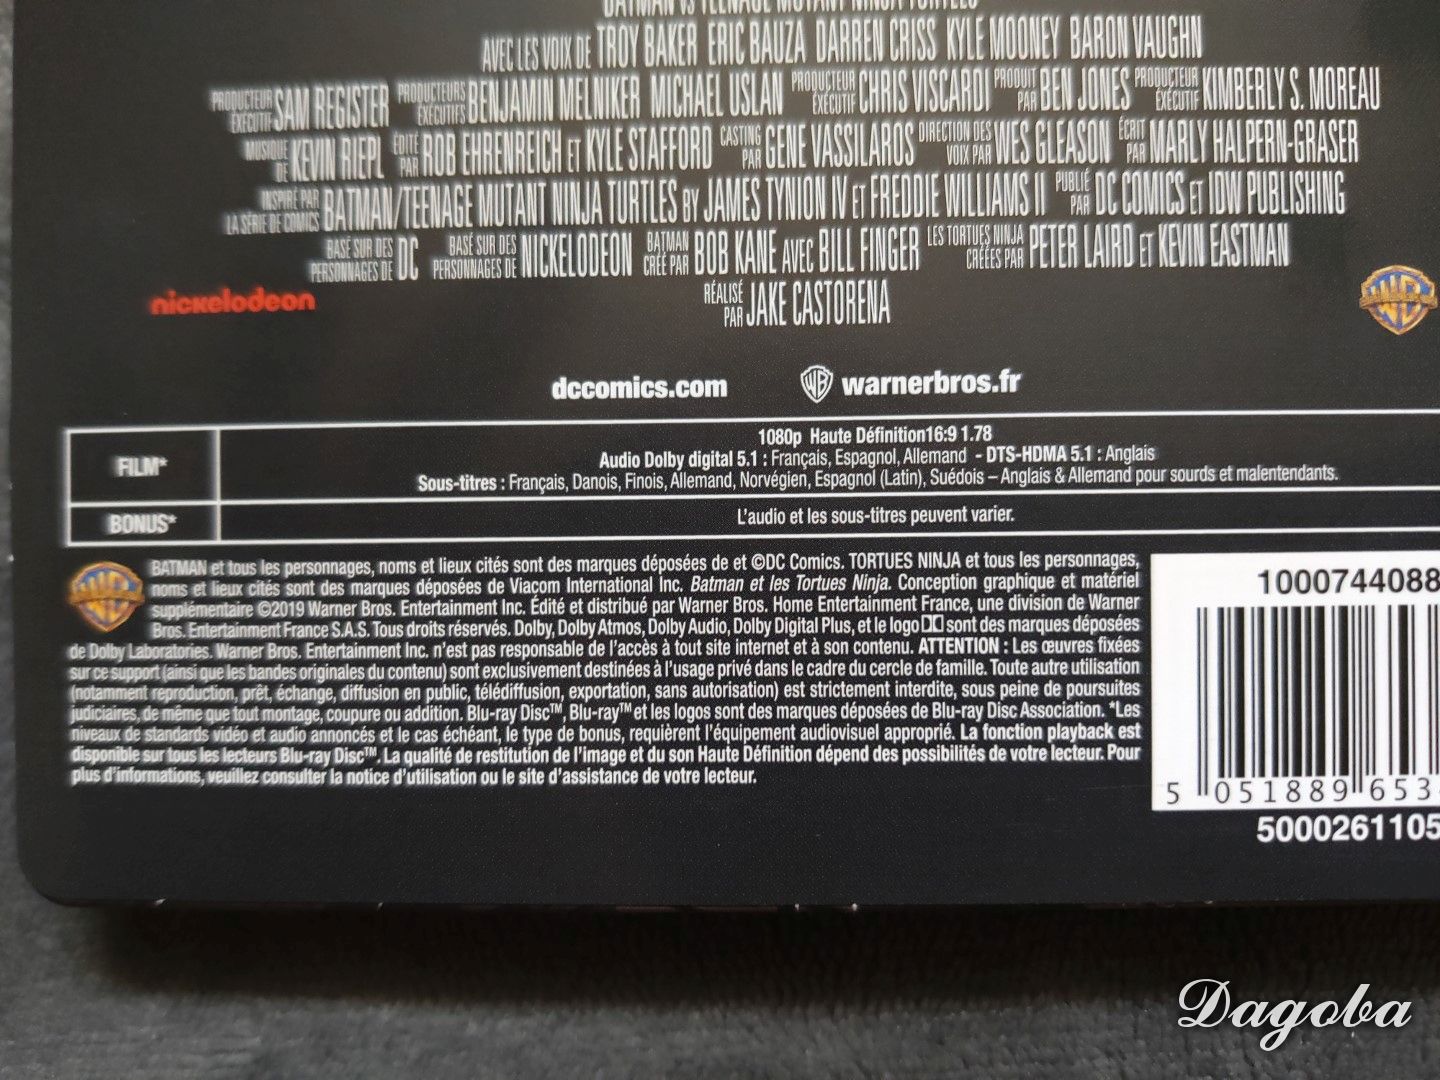 BATMAN VS TEENAGE MUTANT NINJA TURTLES
AVEC LES VOIX DE TROY BAKER ERIC BAUZA DARREN CRISS KYLE MOONEY BARON VAUGHN
PRODUCTEUR EXÉCUTIF SAM REGISTER PRODUCTEURS EXÉCUTIFS BENJAMIN MELNIKER MICHAEL USLAN PRODUCTEUR EXÉCUTIF CHRIS VISCARDI PRODUIT PAR BEN JONES PRODUCTEUR EXÉCUTIF KIMBERLY S. MOREAU
MUSIQUE DE KEVIN RIEPL ÉDITÉ PAR ROB EHRENREICH ET KYLE STAFFORD CASTING PAR GENE VASSILAROS DIRECTION DES VOIX PAR WES GLEASON ÉCRIT PAR MARLY HALPERN-GRASER
INSPIRÉ PAR LA SÉRIE DE COMICS BATMAN/TEENAGE MUTANT NINJA TURTLES BY JAMES TYNION IV ET FREDDIE WILLIAMS II PUBLIÉ PAR DC COMICS ET IDW PUBLISHING
BASÉ SUR DES PERSONNAGES DE DC BASÉ SUR DES PERSONNAGES DE NICKELODEON BATMAN CRÉÉ PAR BOB KANE AVEC BILL FINGER LES TORTUES NINJA CRÉÉES PAR PETER LAIRD ET KEVIN EASTMAN
nickelodeon RÉALISÉ PAR JAKE CASTORENA
WB
dccomics.com WB warnerbros.fr
FILM*
1080p Haute Définition16:9 1.78
Audio Dolby digital 5.1 : Français, Espagnol, Allemand - DTS-HDMA 5.1 : Anglais
Sous-titres : Français, Danois, Finois, Allemand, Norvégien, Espagnol (Latin), Suédois – Anglais & Allemand pour sourds et malentendants.
BONUS* L'audio et les sous-titres peuvent varier.
BATMAN et tous les personnages, noms et lieux cités sont des marques déposées de et ©DC Comics. TORTUES NINJA et tous les personnages,
noms et lieux cités sont des marques déposées de Viacom International Inc. Batman et les Tortues Ninja. Conception graphique et matériel
supplémentaire ©2019 Warner Bros. Entertainment Inc. Édité et distribué par Warner Bros. Home Entertainment France, une division de Warner
Bros. Entertainment France S.A.S. Tous droits réservés. Dolby, Dolby Atmos, Dolby Audio, Dolby Digital Plus, et le logo sont des marques déposées
de Dolby Laboratories. Warner Bros. Entertainment Inc. n'est pas responsable de l'accès à tout site internet et à son contenu. ATTENTION : Les œuvres fixées
sur ce support (ainsi que les bandes originales du contenu) sont exclusivement destinées à l'usage privé dans le cadre du cercle de famille. Toute autre utilisation
(notamment reproduction, prêt, échange, diffusion en public, télédiffusion, exportation, sans autorisation) est strictement interdite, sous peine de poursuites
judiciaires, de même que tout montage, coupure ou addition. Blu-ray Disc™, Blu-ray™ et les logos sont des marques déposées de Blu-ray Disc Association. *Les
niveaux de standards vidéo et audio annoncés et le cas échéant, le type de bonus, requièrent l'équipement audiovisuel approprié. La fonction playback est
disponible sur tous les lecteurs Blu-ray Disc™. La qualité de restitution de l'image et du son Haute Définition dépend des possibilités de votre lecteur. Pour
plus d'informations, veuillez consulter la notice d'utilisation ou le site d'assistance de votre lecteur.
WB
1000744088
5 051889 653
5000261105
Dagoba